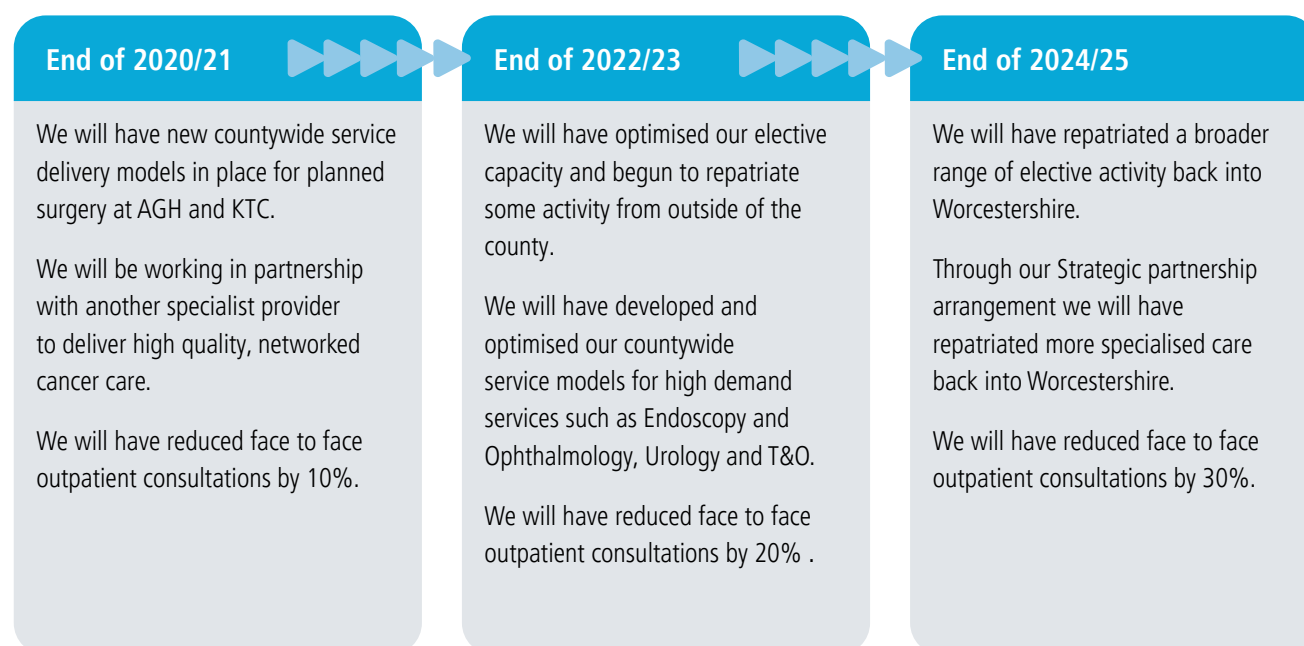 End of 2020/21
We will have new countywide service
delivery models in place for planned
surgery at AGH and KTC.
We will be working in partnership
with another specialist provider
to deliver high quality, networked
cancer care.
We will have reduced face to face
outpatient consultations by 10%.
End of 2022/23
We will have optimised our elective
capacity and begun to repatriate
some activity from outside of the
county.
We will have developed and
optimised our countywide
service models for high demand
services such as Endoscopy and
Ophthalmology, Urology and T&O.
We will have reduced face to face
outpatient consultations by 20% .
End of 2024/25
We will have repatriated a broader
range of elective activity back into
Worcestershire.
Through our Strategic partnership
arrangement we will have
repatriated more specialised care
back into Worcestershire.
We will have reduced face to face
outpatient consultations by 30%.